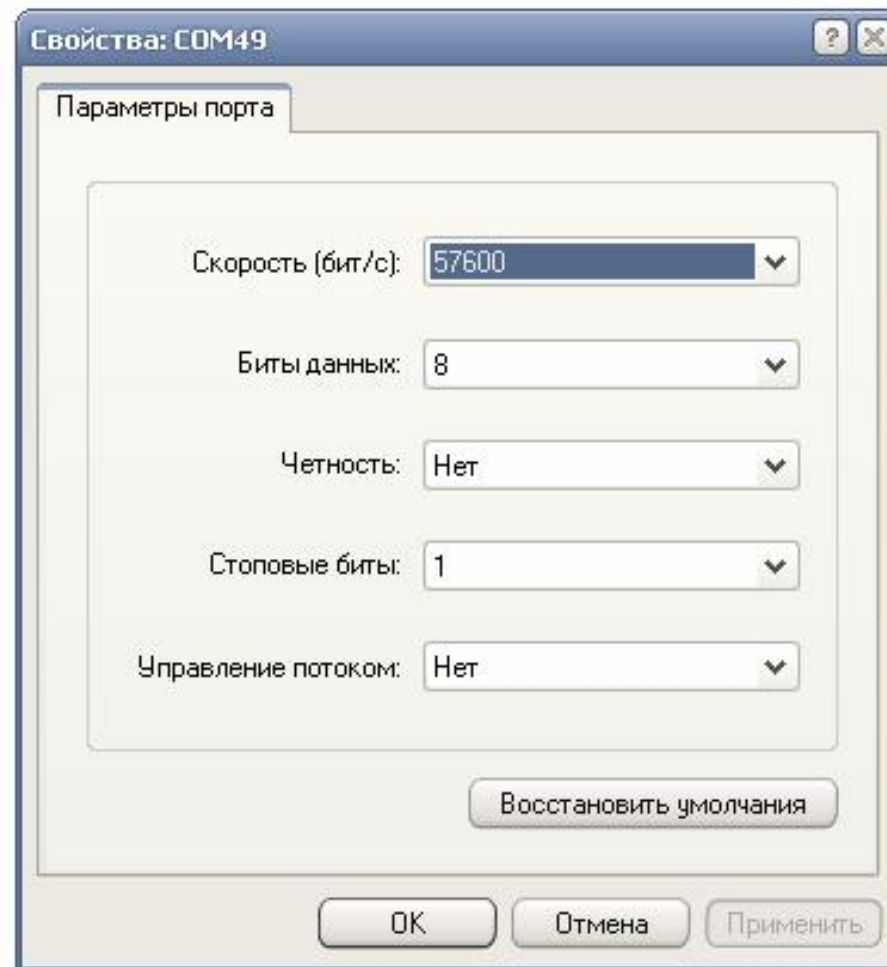 Свойства: COM49
Параметры порта
Скорость (бит/с): 57600
Биты данных: 8
Четность: Нет
Стоповые биты: 1
Управление потоком: Нет
Восстановить умолчания
OK Отмена Применить